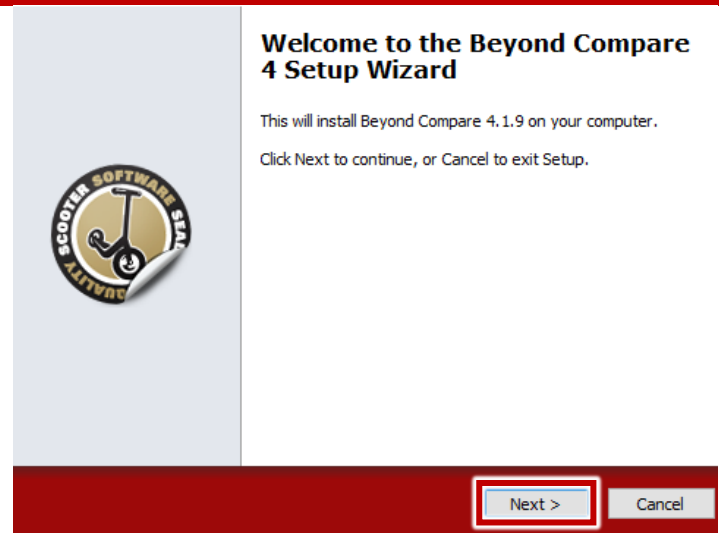 Welcome to the Beyond Compare
4 Setup Wizard
This will install Beyond Compare 4.1.9 on your computer.
Click Next to continue, or Cancel to exit Setup.
SCOOTER SOFTWARE SEAL
QUALITY
Next >
Cancel